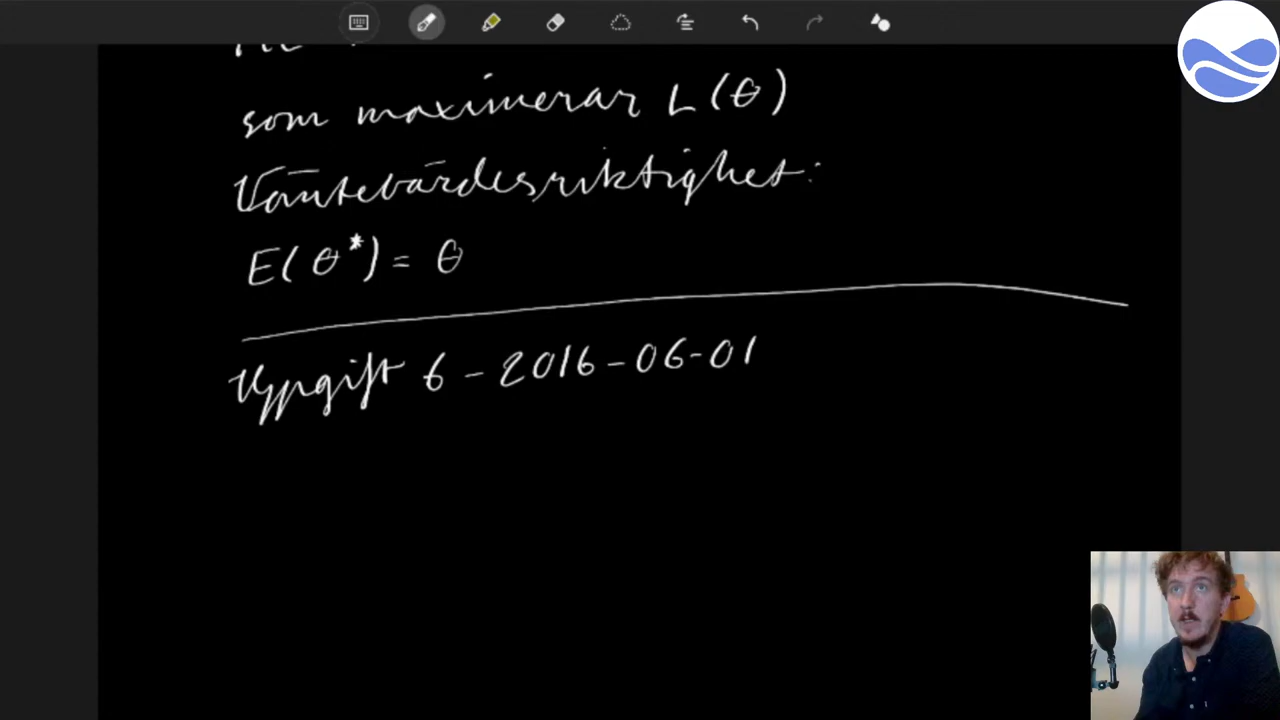 som maximerar L(θ)
Väntevärdesriktighet:
E(θ*) = θ
Uppgift 6 - 2016-06-01